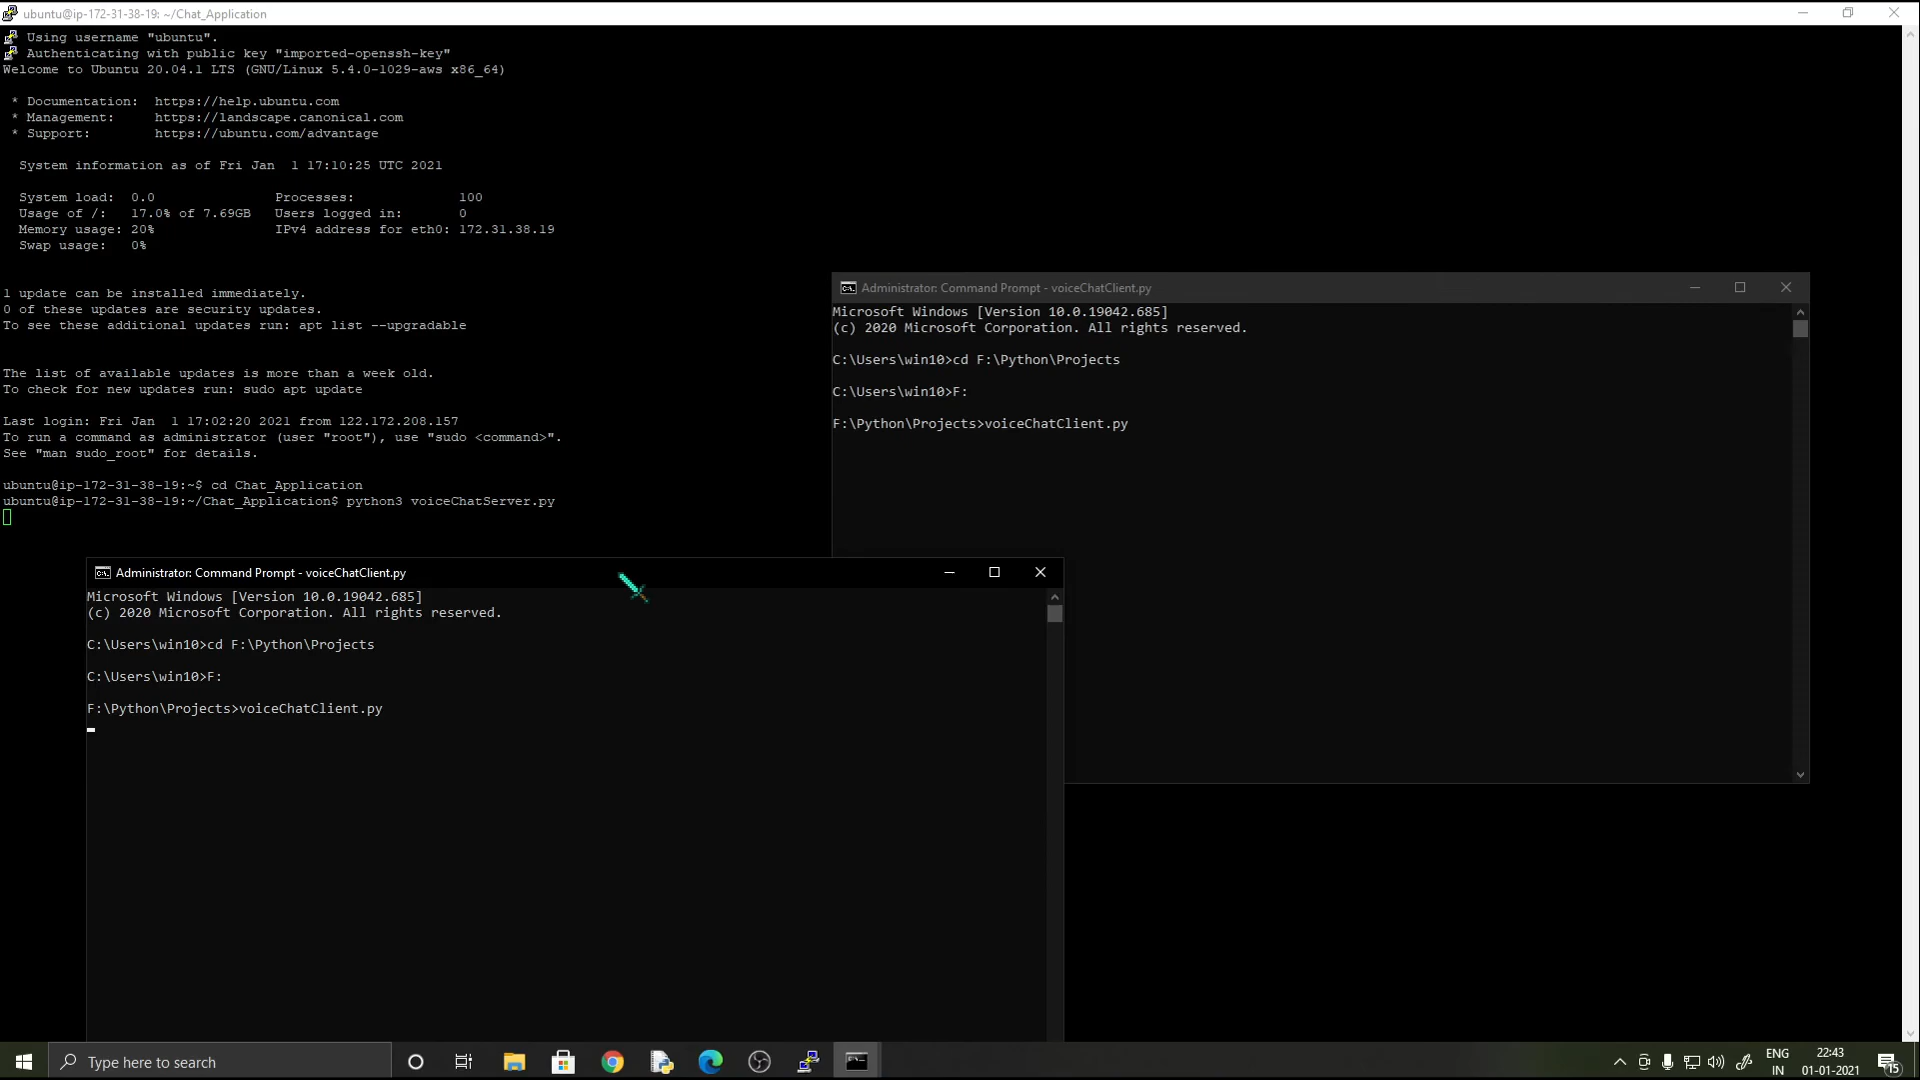 ubuntu@ip-172-31-38-19: ~/Chat_Application
Using username "ubuntu".
Authenticating with public key "imported-openssh-key"
Welcome to Ubuntu 20.04.1 LTS (GNU/Linux 5.4.0-1029-aws x86_64)
* Documentation:  https://help.ubuntu.com
* Management:     https://landscape.canonical.com
* Support:        https://ubuntu.com/advantage
System information as of Fri Jan  1 17:10:25 UTC 2021
System load:  0.0               Processes:             100
Usage of /:   17.0% of 7.69GB   Users logged in:       0
Memory usage: 20%               IPv4 address for eth0: 172.31.38.19
Swap usage:   0%
1 update can be installed immediately.
0 of these updates are security updates.
To see these additional updates run: apt list --upgradable
The list of available updates is more than a week old.
To check for new updates run: sudo apt update
Last login: Fri Jan  1 17:02:20 2021 from 122.172.208.157
To run a command as administrator (user "root"), use "sudo <command>".
See "man sudo_root" for details.
ubuntu@ip-172-31-38-19:~$ cd Chat_Application
ubuntu@ip-172-31-38-19:~/Chat_Application$ python3 voiceChatServer.py
Administrator: Command Prompt - voiceChatClient.py
Microsoft Windows [Version 10.0.19042.685]
(c) 2020 Microsoft Corporation. All rights reserved.
C:\Users\win10>cd F:\Python\Projects
C:\Users\win10>F:
F:\Python\Projects>voiceChatClient.py
Administrator: Command Prompt - voiceChatClient.py
Microsoft Windows [Version 10.0.19042.685]
(c) 2020 Microsoft Corporation. All rights reserved.
C:\Users\win10>cd F:\Python\Projects
C:\Users\win10>F:
F:\Python\Projects>voiceChatClient.py
Type here to search
ENG
IN
22:43
01-01-2021
15